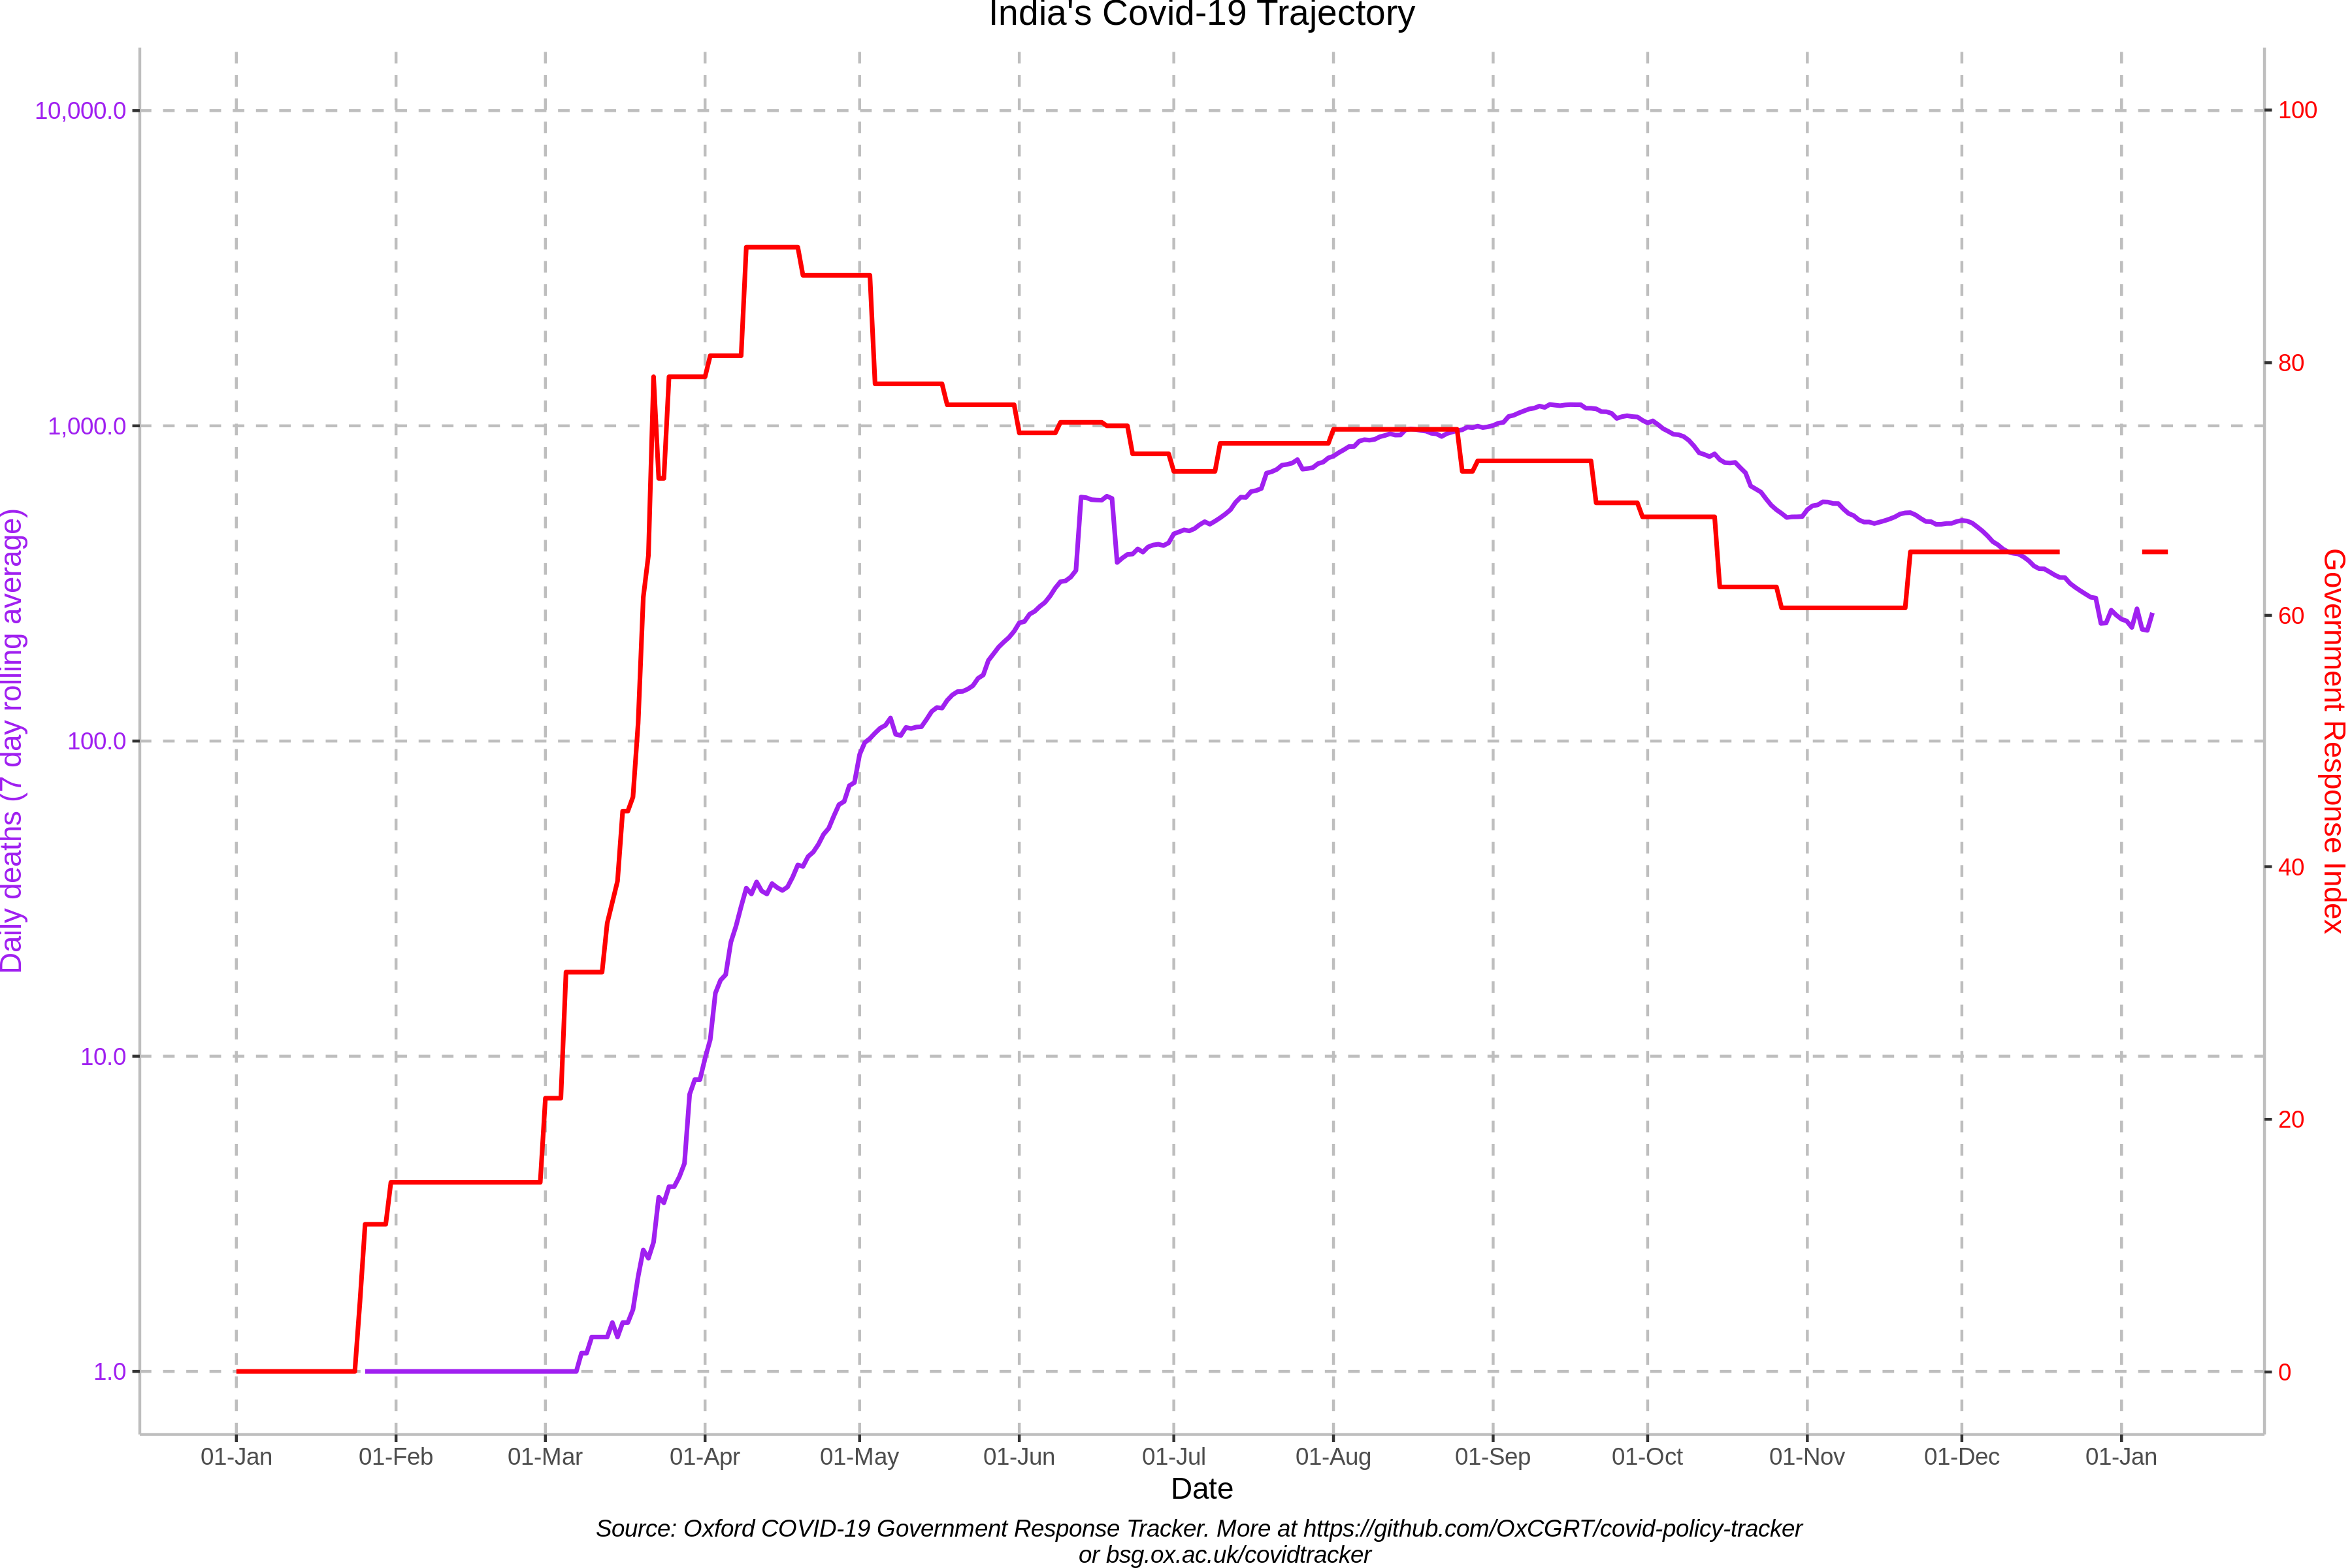 India's Covid-19 Trajectory
10,000.0
1,000.0
100.0
10.0
1.0
Daily deaths (7 day rolling average)
100
80
60
40
20
0
Government Response Index
01-Jan 01-Feb 01-Mar 01-Apr 01-May 01-Jun 01-Jul 01-Aug 01-Sep 01-Oct 01-Nov 01-Dec 01-Jan
Date
Source: Oxford COVID-19 Government Response Tracker. More at https://github.com/OxCGRT/covid-policy-tracker
or bsg.ox.ac.uk/covidtracker